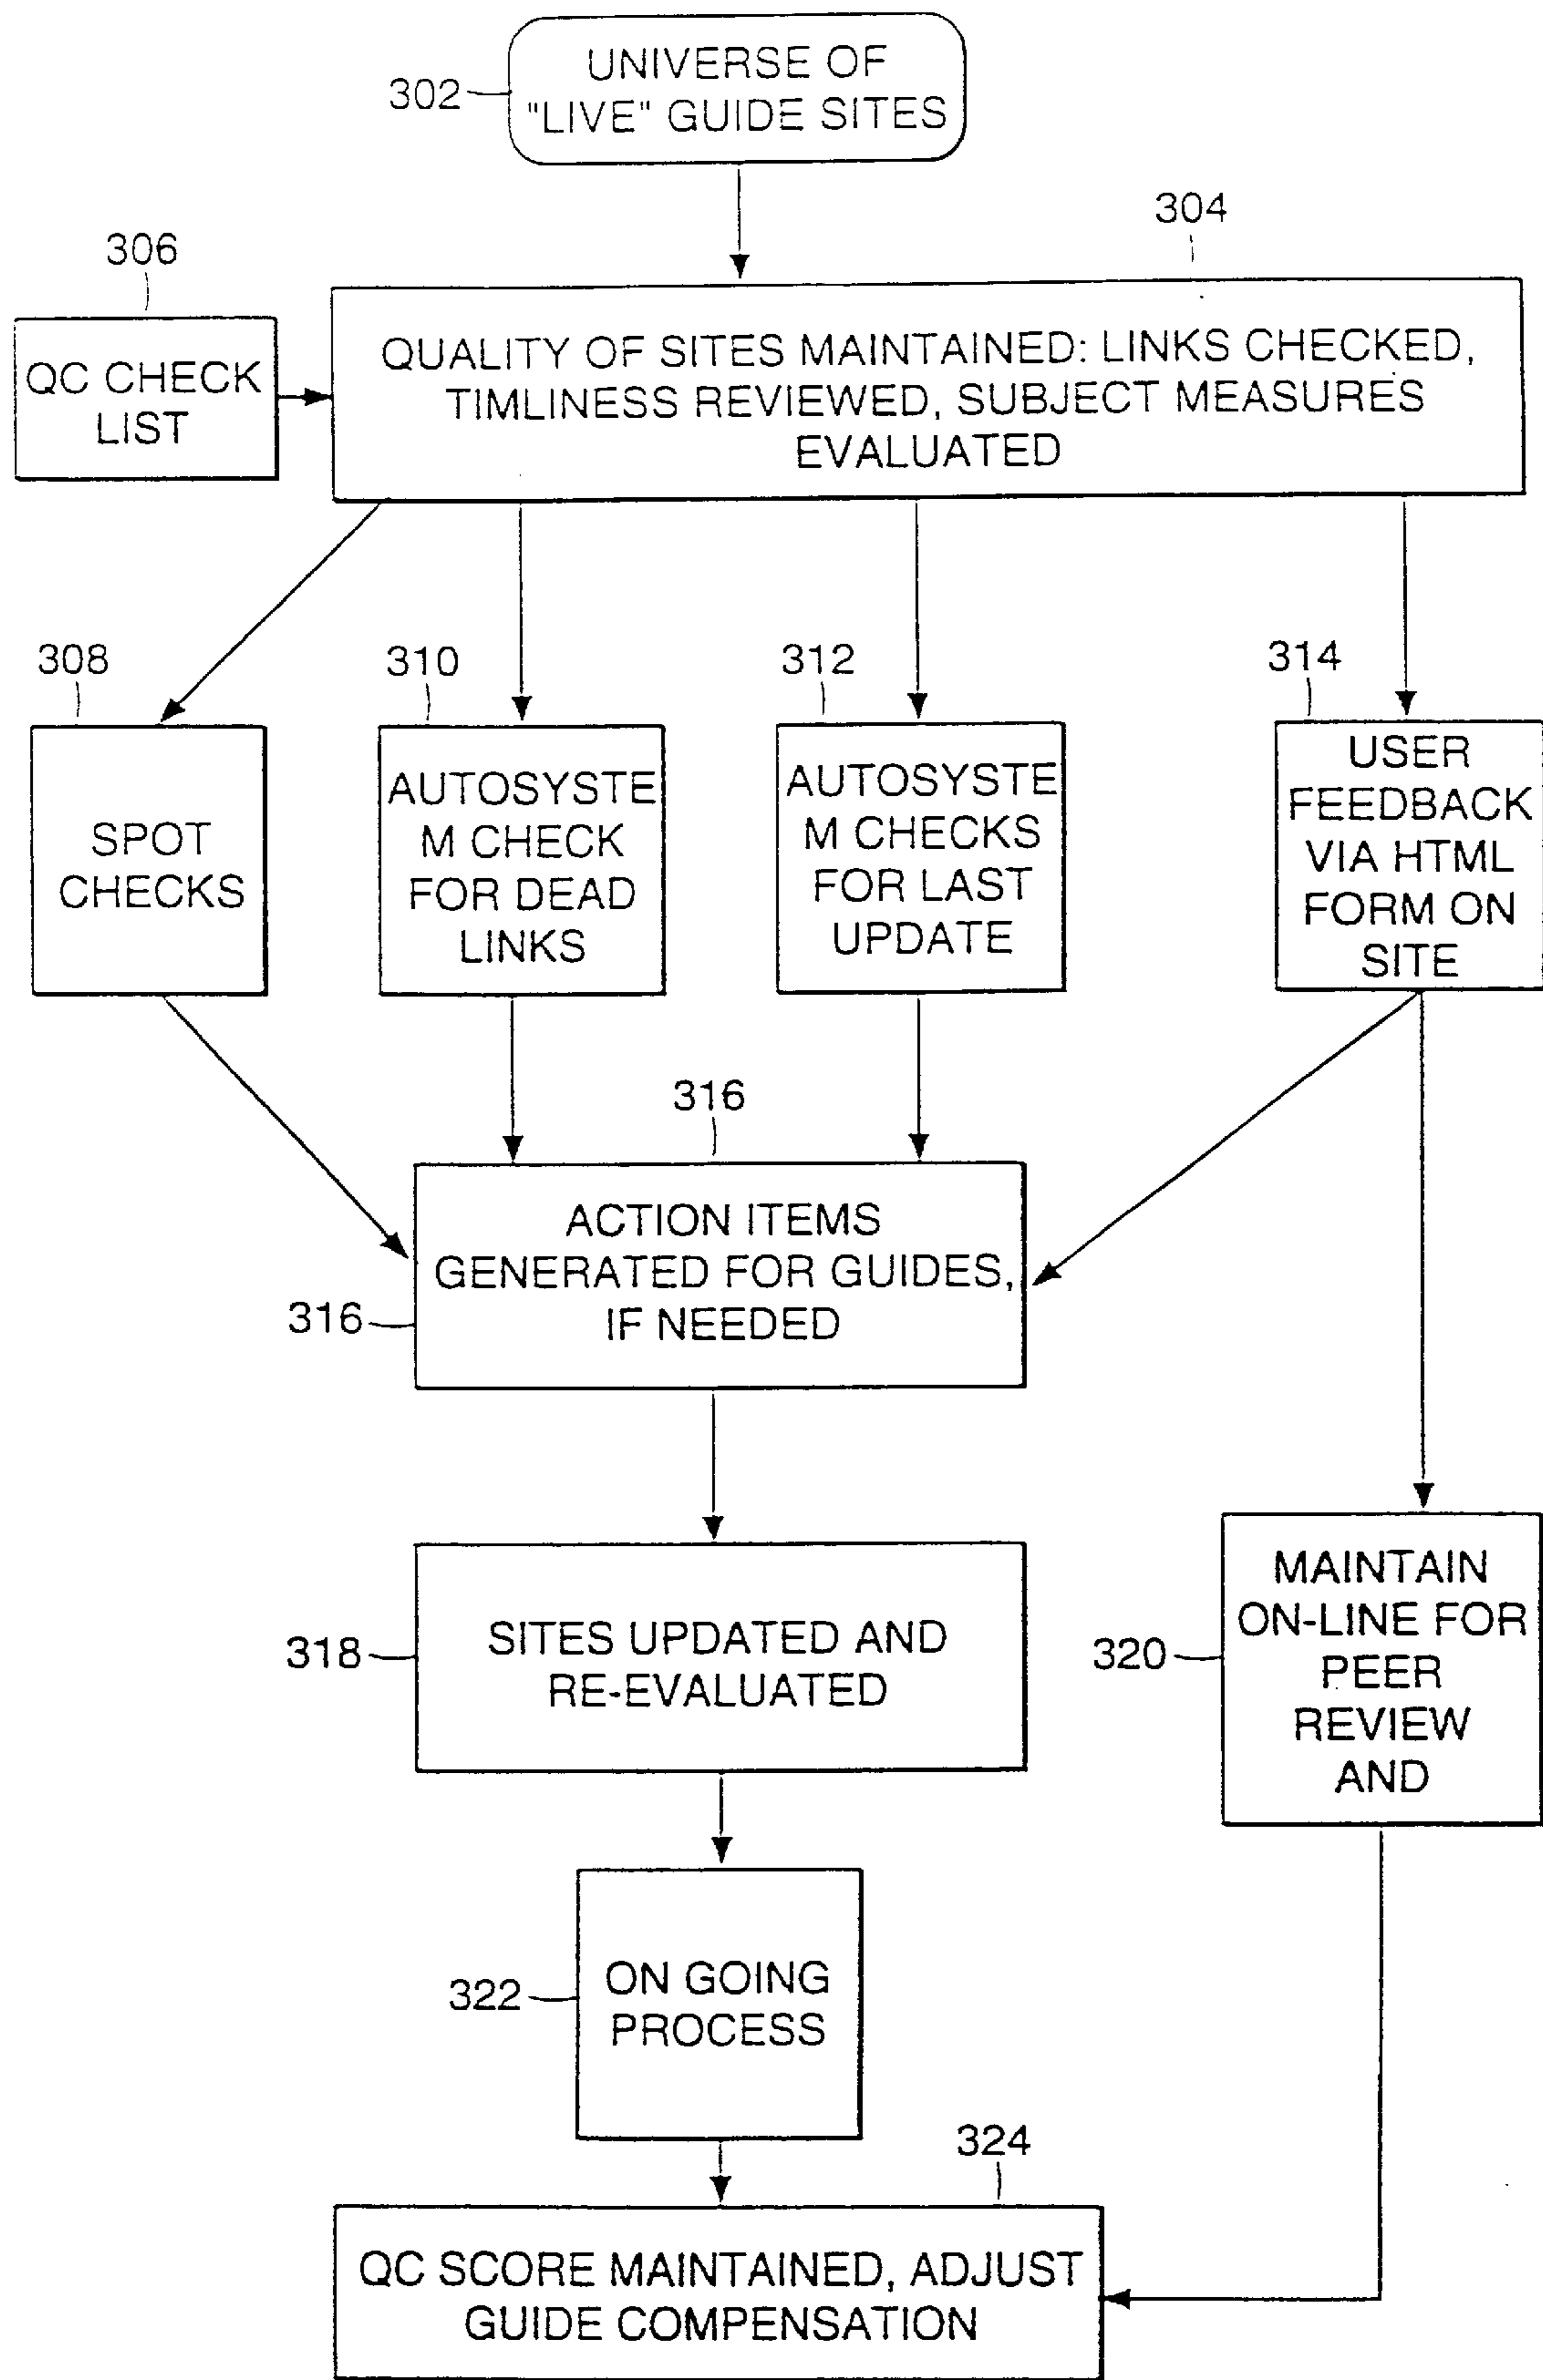 302
UNIVERSE OF
"LIVE" GUIDE SITES
304
306
QC CHECK
LIST
QUALITY OF SITES MAINTAINED: LINKS CHECKED,
TIMLINESS REVIEWED, SUBJECT MEASURES
EVALUATED
308
310
312
314
SPOT
CHECKS
AUTOSYSTE
M CHECK
FOR DEAD
LINKS
AUTOSYSTE
M CHECKS
FOR LAST
UPDATE
USER
FEEDBACK
VIA HTML
FORM ON
SITE
316
ACTION ITEMS
GENERATED FOR GUIDES,
IF NEEDED
316
318
SITES UPDATED AND
RE-EVALUATED
320
MAINTAIN
ON-LINE FOR
PEER
REVIEW
AND
322
ON GOING
PROCESS
324
QC SCORE MAINTAINED, ADJUST
GUIDE COMPENSATION